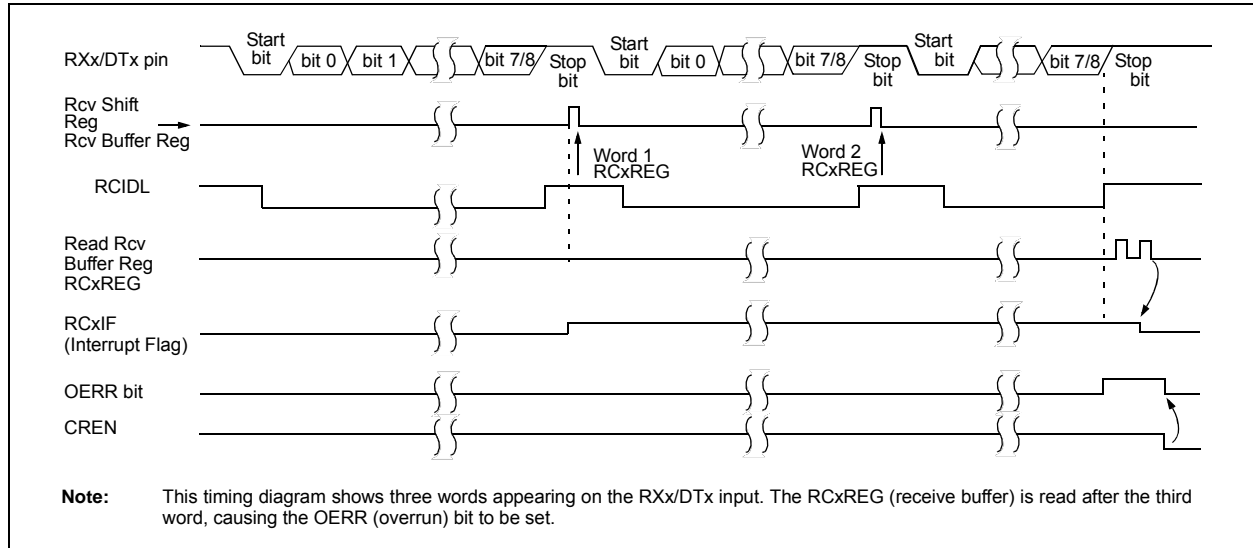 RXx/DTx pin
Start
bit
bit 0
bit 1
bit 7/8
Stop
bit
Start
bit
bit 0
bit 7/8
Stop
bit
Start
bit
bit 7/8
Stop
bit
Rcv Shift
Reg
Rcv Buffer Reg
Word 1
RCxREG
Word 2
RCxREG
RCIDL
Read Rcv
Buffer Reg
RCxREG
RCxIF
(Interrupt Flag)
OERR bit
CREN
Note: This timing diagram shows three words appearing on the RXx/DTx input. The RCxREG (receive buffer) is read after the third
word, causing the OERR (overrun) bit to be set.